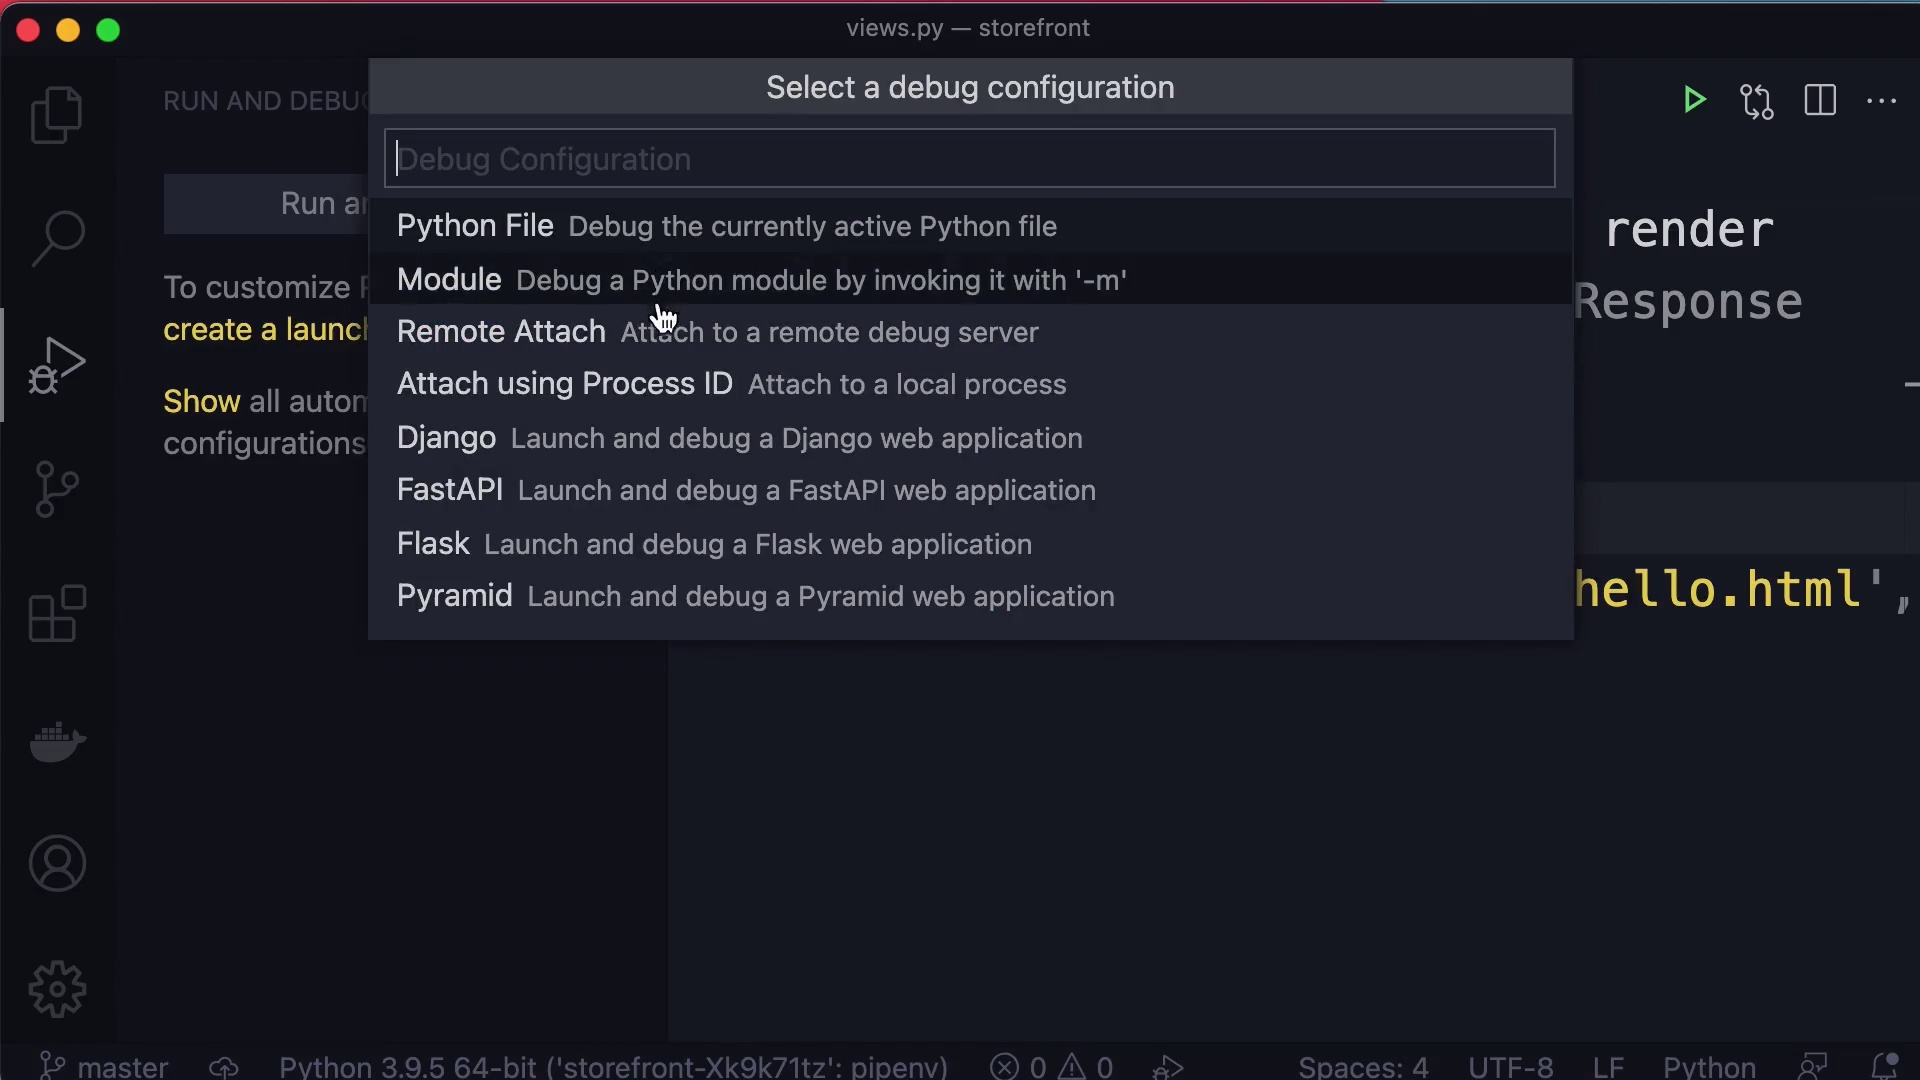 views.py — storefront
Select a debug configuration
RUN AND DEBUG
Debug Configuration
Python File Debug the currently active Python file
Module Debug a Python module by invoking it with '-m'
Remote Attach Attach to a remote debug server
Attach using Process ID Attach to a local process
Django Launch and debug a Django web application
FastAPI Launch and debug a FastAPI web application
Flask Launch and debug a Flask web application
Pyramid Launch and debug a Pyramid web application
Run
To customize
create a launch
Show all autom
configurations
render
Response
hello.html',
master Python 3.9.5 64-bit ('storefront-Xk9k71tz': pipenv) 0 0 Spaces: 4 UTF-8 LF Python